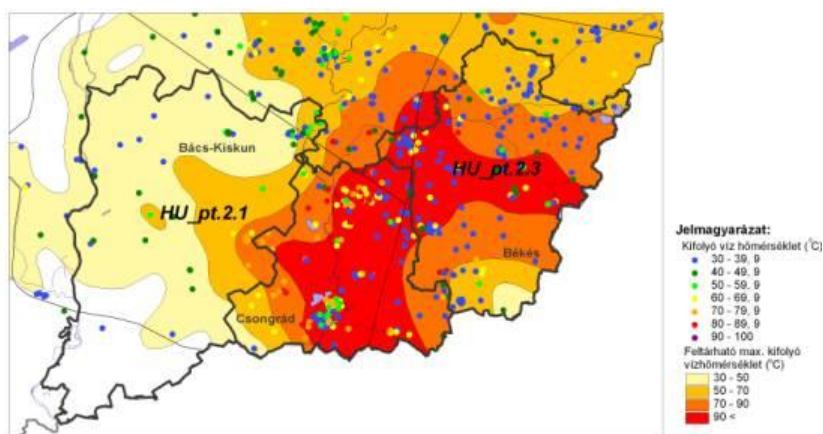 Bács-Kiskun
HU_pt.2.3
HU_pt.2.1
Békés
Csongrád
Jelmagyarázat:
Kifolyó víz hőmérséklet (°C)
30 - 39, 9
40 - 49, 9
50 - 59, 9
60 - 69, 9
70 - 79, 9
80 - 89, 9
90 - 100
Feltárható max. kifolyó
vízhőmérséklet (°C)
30 - 50
50 - 70
70 - 90
90 <